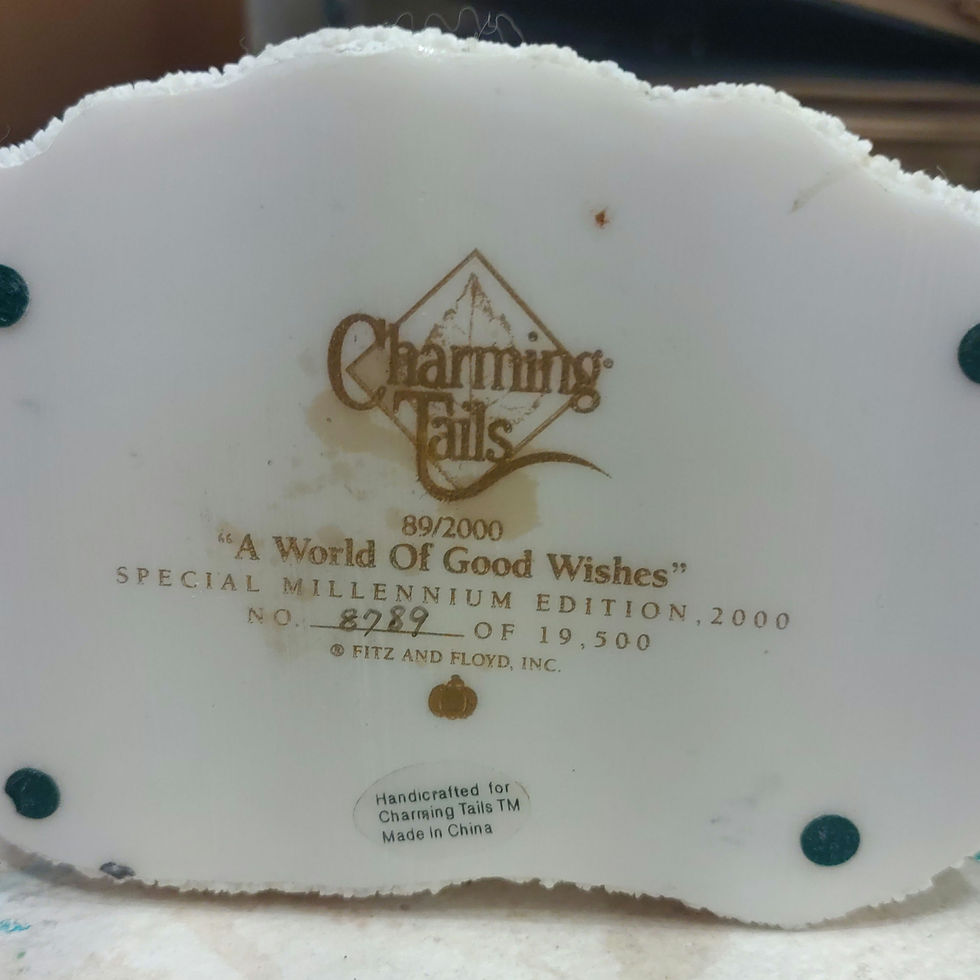 Charming®
Tails
89/2000
“A World Of Good Wishes”
SPECIAL MILLENNIUM EDITION, 2000
NO. 8789 OF 19,500
® FITZ AND FLOYD, INC.
Handicrafted for
Charming Tails TM
Made in China